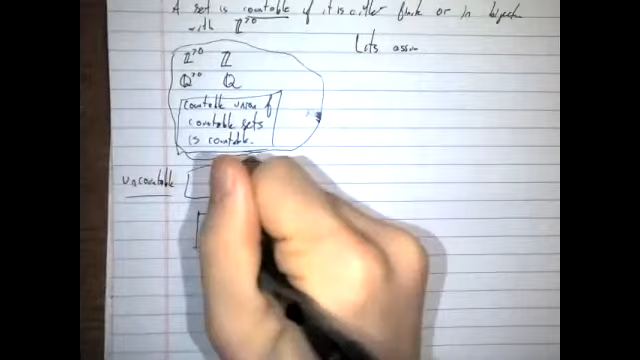 A set is countable if it is either finite or in bijection
with ℤ^>0
Lets assum
ℤ^>0 ℤ
ℚ^>0 ℚ
Countable union of
countable sets
is countable.
Uncountable